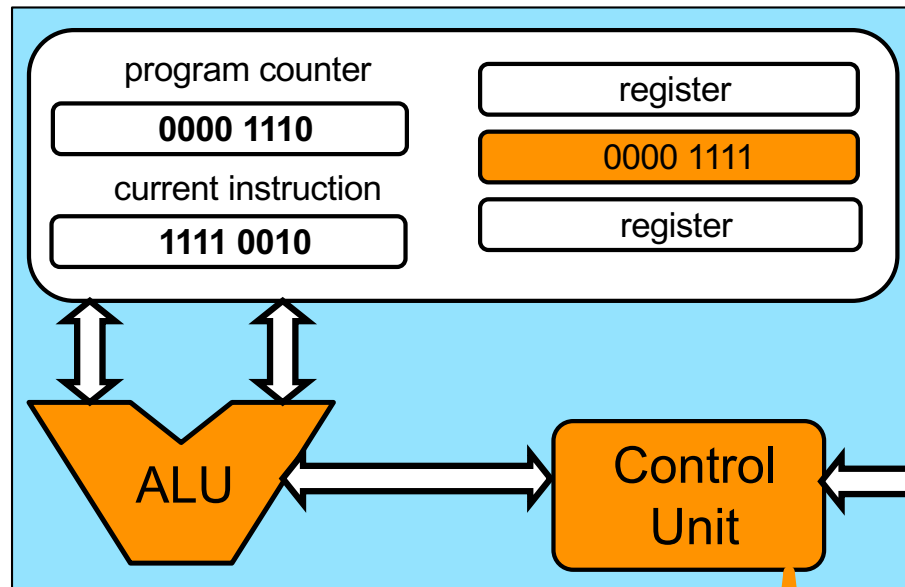 program counter
0000 1110
current instruction
1111 0010
register
0000 1111
register
ALU
Control
Unit